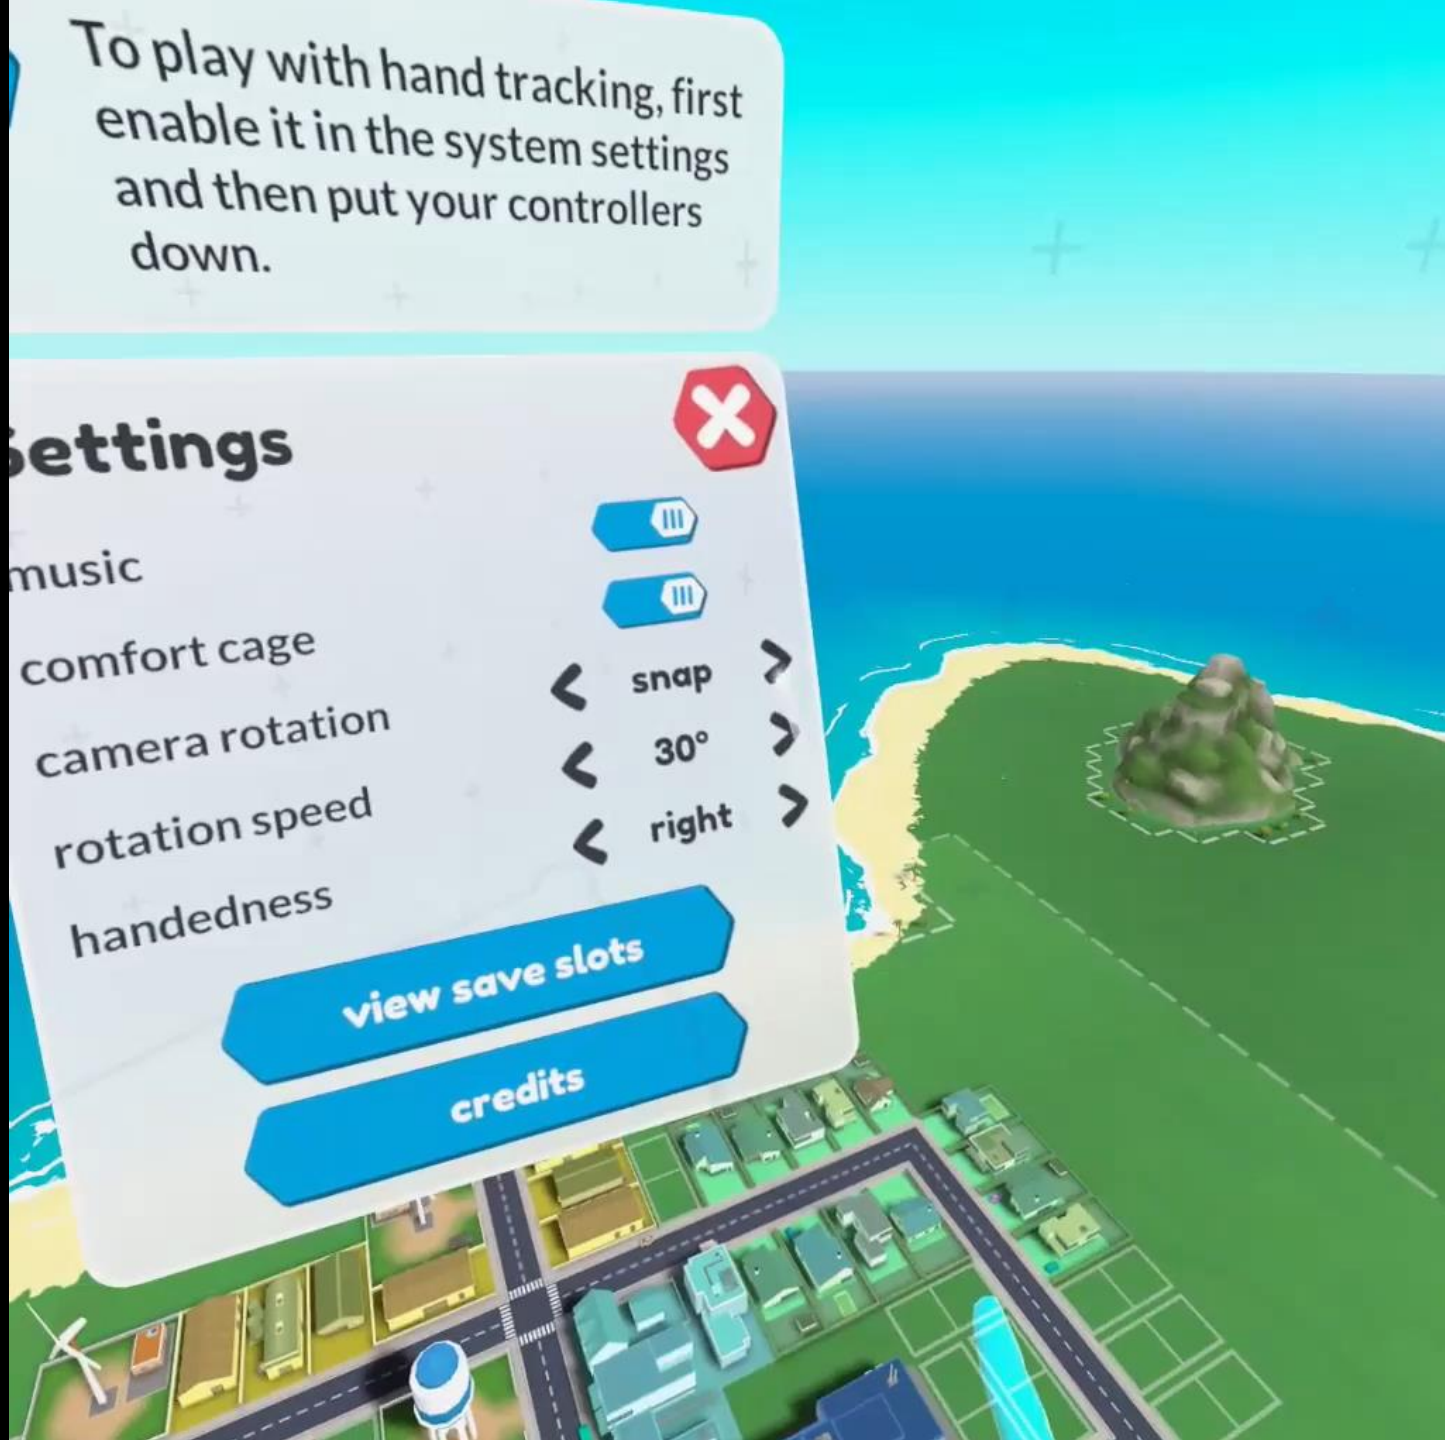 To play with hand tracking, first
enable it in the system settings
and then put your controllers
down.
Settings
music
comfort cage
snap
camera rotation
30°
rotation speed
right
handedness
view save slots
credits